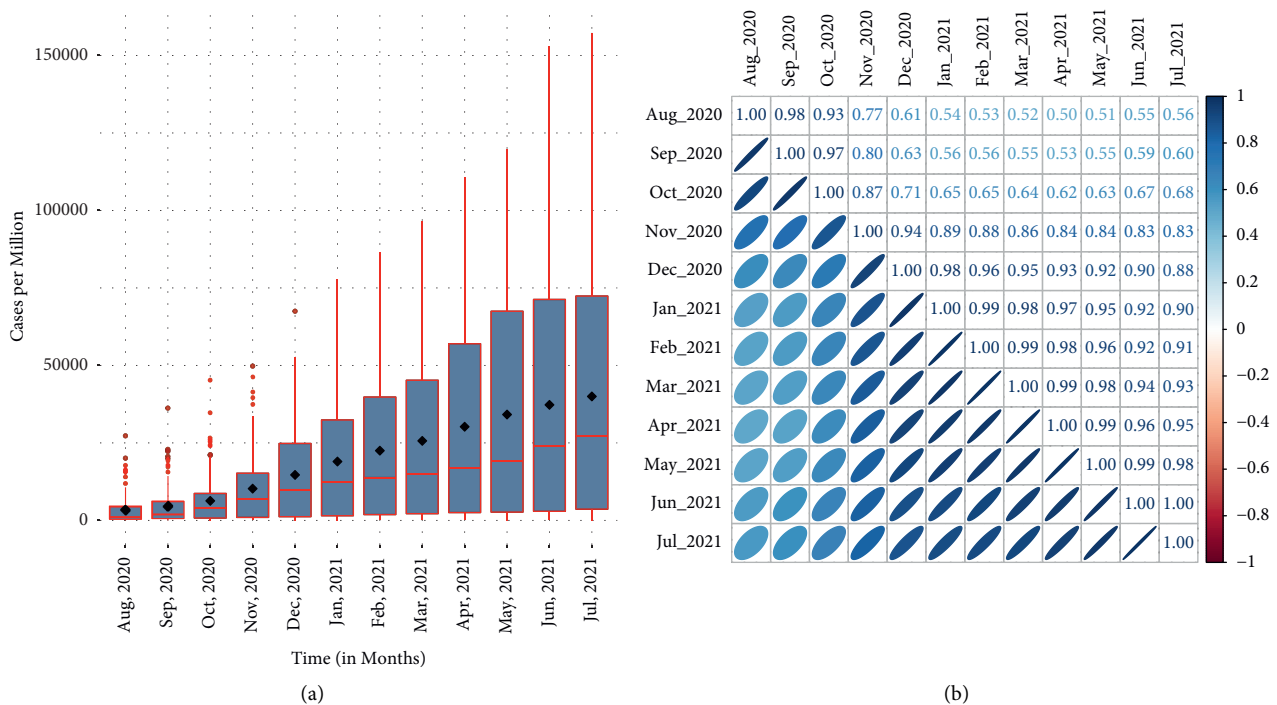 150000
100000
50000
0
Cases per Million
Aug, 2020
Sep, 2020
Oct, 2020
Nov, 2020
Dec, 2020
Jan, 2021
Feb, 2021
Mar, 2021
Apr, 2021
May, 2021
Jun, 2021
Jul, 2021
Time (in Months)
(a)
Aug_2020
Sep_2020
Oct_2020
Nov_2020
Dec_2020
Jan_2021
Feb_2021
Mar_2021
Apr_2021
May_2021
Jun_2021
Jul_2021
Aug_2020 1.00 0.98 0.93 0.77 0.61 0.54 0.53 0.52 0.50 0.51 0.55 0.56
Sep_2020 1.00 0.97 0.80 0.63 0.56 0.56 0.55 0.53 0.55 0.59 0.60
Oct_2020 1.00 0.87 0.71 0.65 0.65 0.64 0.62 0.63 0.67 0.68
Nov_2020 1.00 0.94 0.89 0.88 0.86 0.84 0.84 0.83 0.83
Dec_2020 1.00 0.98 0.96 0.95 0.93 0.92 0.90 0.88
Jan_2021 1.00 0.99 0.98 0.97 0.95 0.92 0.90
Feb_2021 1.00 0.99 0.98 0.96 0.92 0.91
Mar_2021 1.00 0.99 0.98 0.94 0.93
Apr_2021 1.00 0.99 0.96 0.95
May_2021 1.00 0.99 0.98
Jun_2021 1.00 1.00
Jul_2021 1.00
1
0.8
0.6
0.4
0.2
0
−0.2
−0.4
−0.6
−0.8
−1
(b)